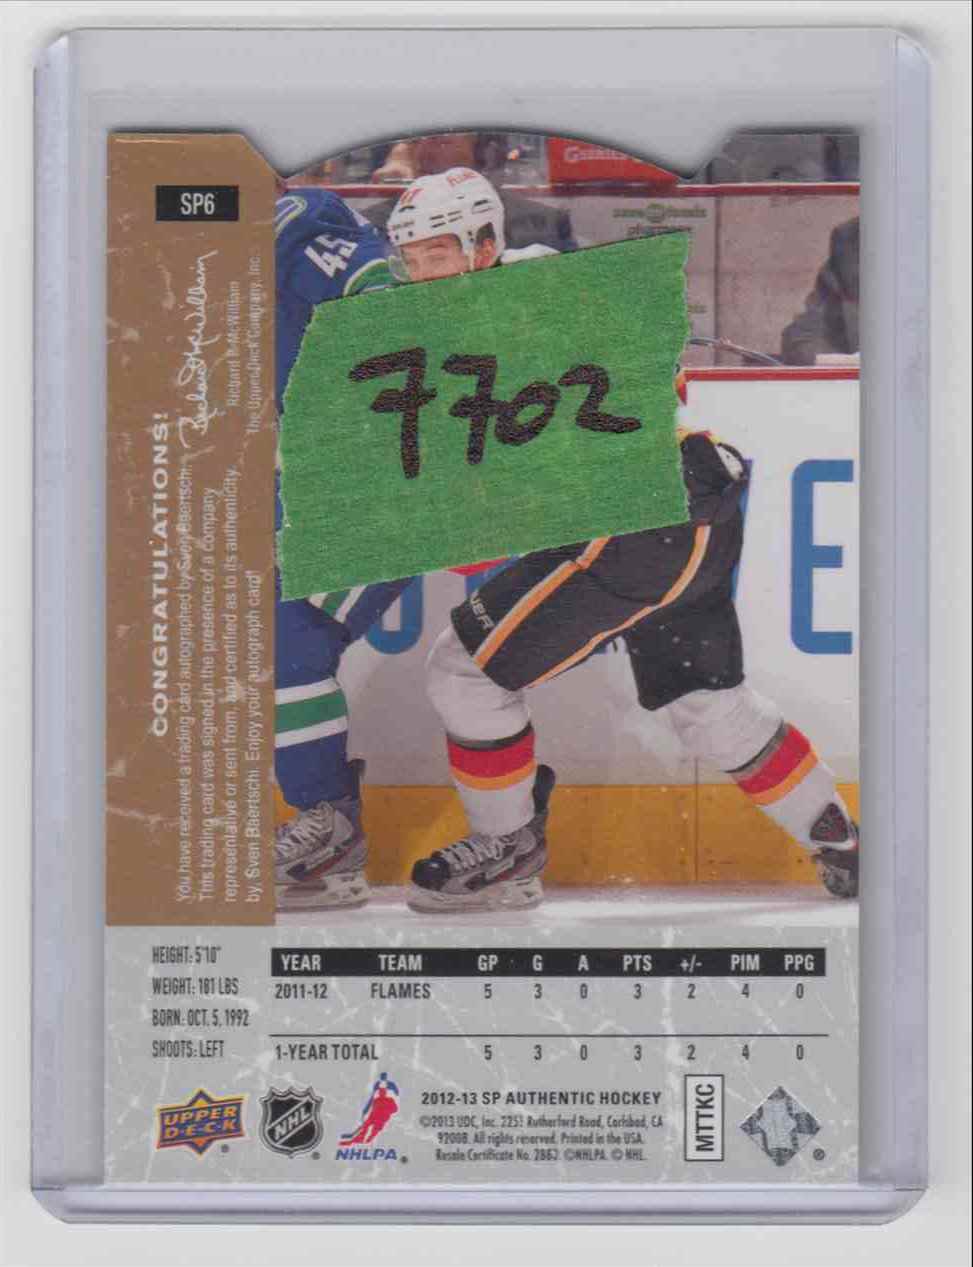 SP6
CONGRATULATIONS!
You have received a trading card autographed by Sven Baertschi.
This trading card was signed in the presence of a company
representative or sent from, and certified as to its authenticity
by, Sven Baertschi. Enjoy your autograph card!
Richard P. McWilliam
The Upper Deck Company, Inc.
45
47
7702
E
HEIGHT: 5'10"
WEIGHT: 181 LBS
BORN: OCT. 5, 1992
SHOOTS: LEFT
YEAR TEAM GP G A PTS +/- PIM PPG
2011-12 FLAMES 5 3 0 3 2 4 0
1-YEAR TOTAL 5 3 0 3 2 4 0
UPPER
DECK
NHL
NHLPA
2012-13 SP AUTHENTIC HOCKEY
©2013 UDC, Inc. 2251 Rutherford Road, Carlsbad, CA
92008. All rights reserved. Printed in the USA.
Resale Certificate No. 2862. ©NHLPA. © NHL.
MTTKC